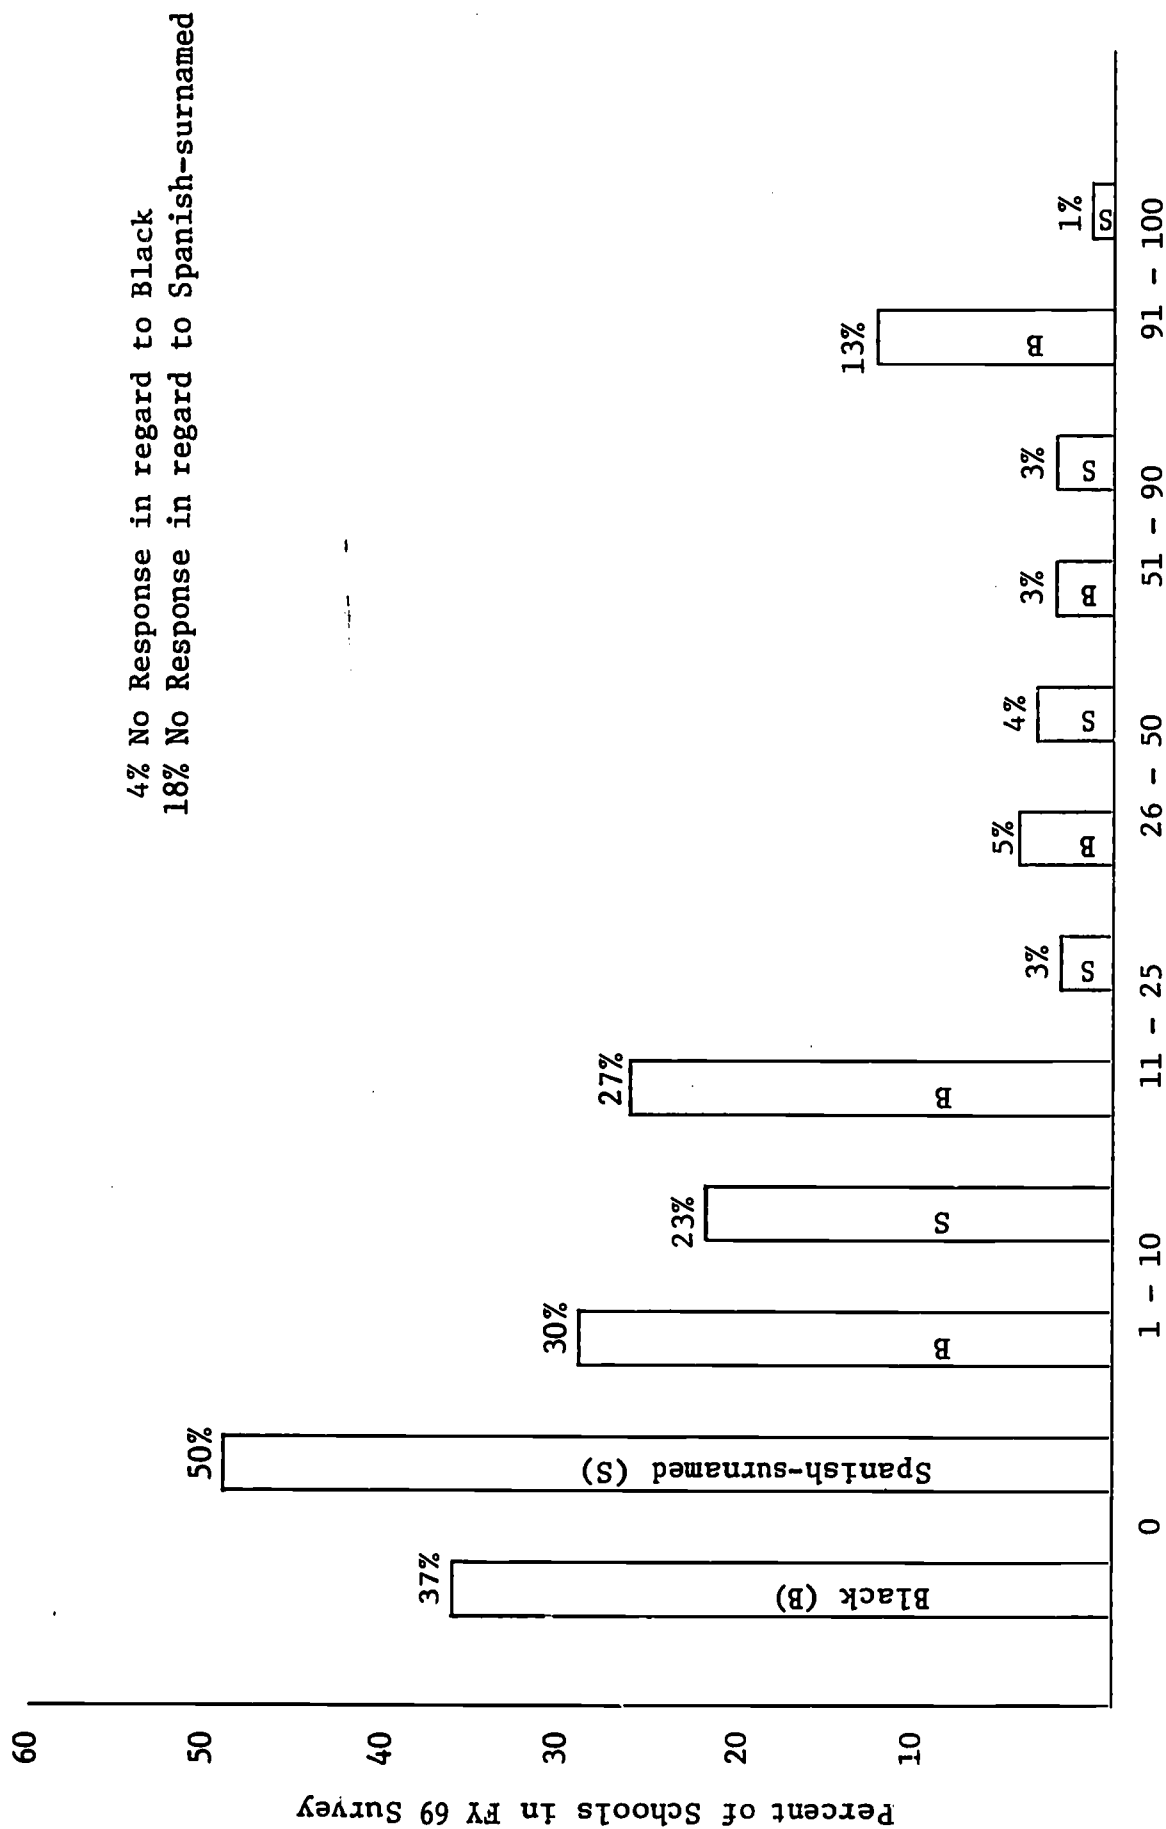 4% No Response in regard to Black
18% No Response in regard to Spanish-surnamed
Percent of Schools in FY 69 Survey
60
50
40
30
20
10
37%
Black (B)
50%
Spanish-surnamed (S)
30%
B
23%
S
27%
B
3%
S
5%
B
4%
S
3%
B
3%
S
13%
B
1%
S
0
1 - 10
11 - 25
26 - 50
51 - 90
91 - 100